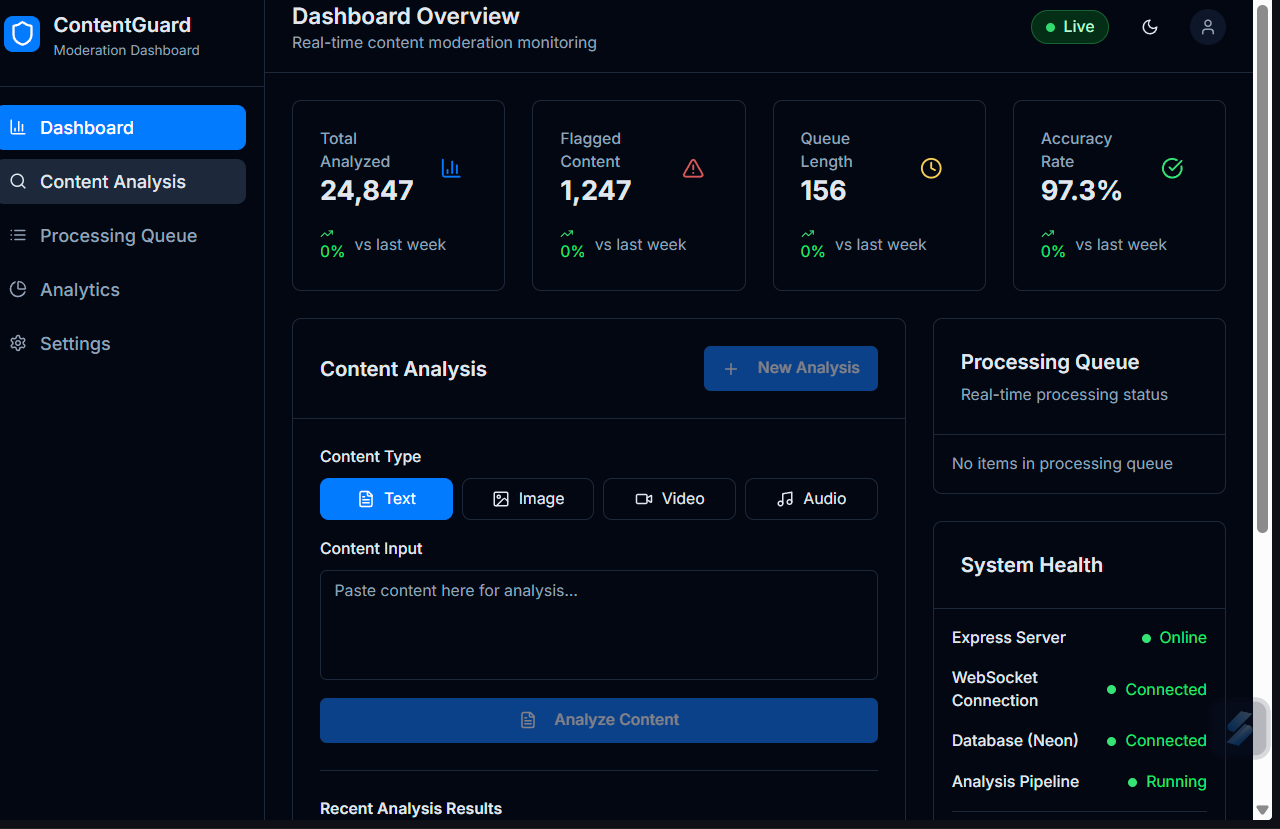 ContentGuard
Moderation Dashboard
Dashboard
Content Analysis
Processing Queue
Analytics
Settings
Dashboard Overview
Real-time content moderation monitoring
Live
Total
Analyzed
24,847
0% vs last week
Flagged
Content
1,247
0% vs last week
Queue
Length
156
0% vs last week
Accuracy
Rate
97.3%
0% vs last week
Content Analysis
New Analysis
Content Type
Text
Image
Video
Audio
Content Input
Paste content here for analysis...
Analyze Content
Recent Analysis Results
Processing Queue
Real-time processing status
No items in processing queue
System Health
Express Server
Online
WebSocket
Connection
Connected
Database (Neon)
Connected
Analysis Pipeline
Running